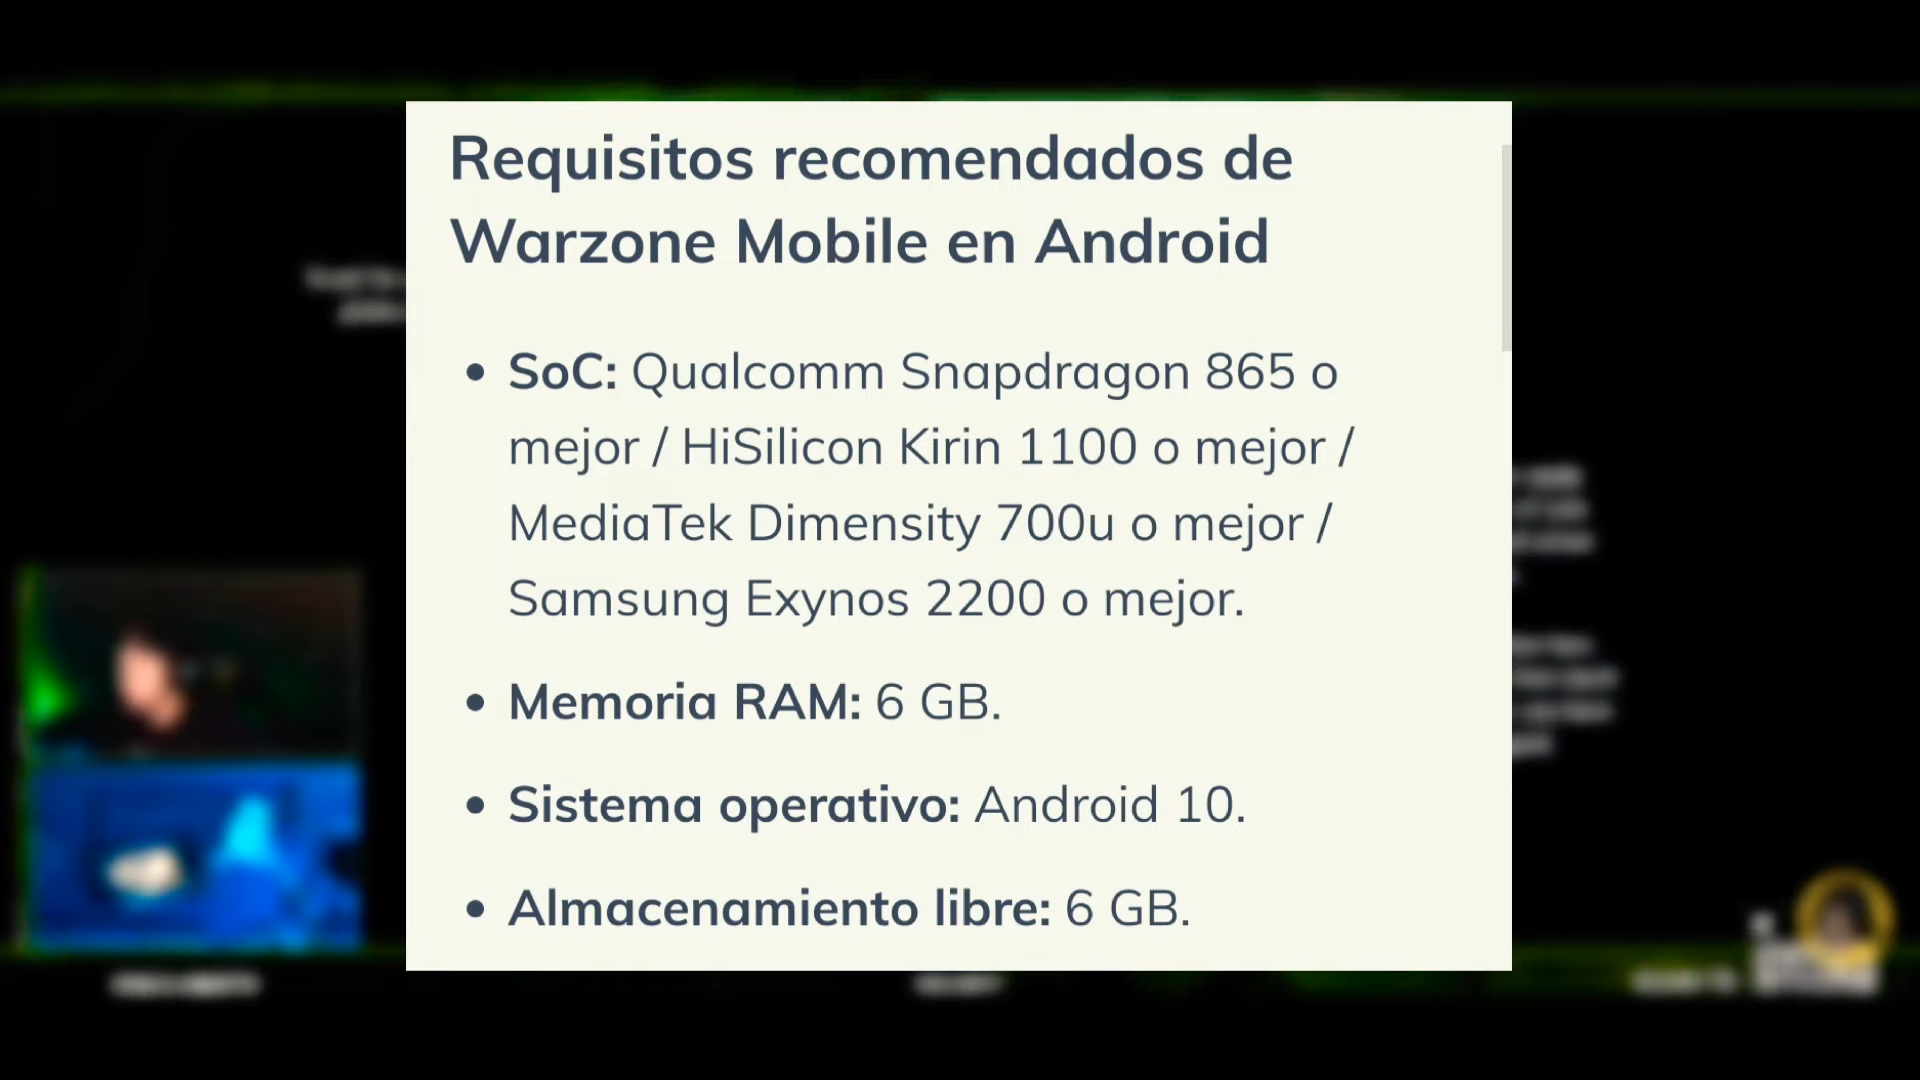 Requisitos recomendados de
Warzone Mobile en Android
• SoC: Qualcomm Snapdragon 865 o
mejor / HiSilicon Kirin 1100 o mejor /
MediaTek Dimensity 700u o mejor /
Samsung Exynos 2200 o mejor.
• Memoria RAM: 6 GB.
• Sistema operativo: Android 10.
• Almacenamiento libre: 6 GB.